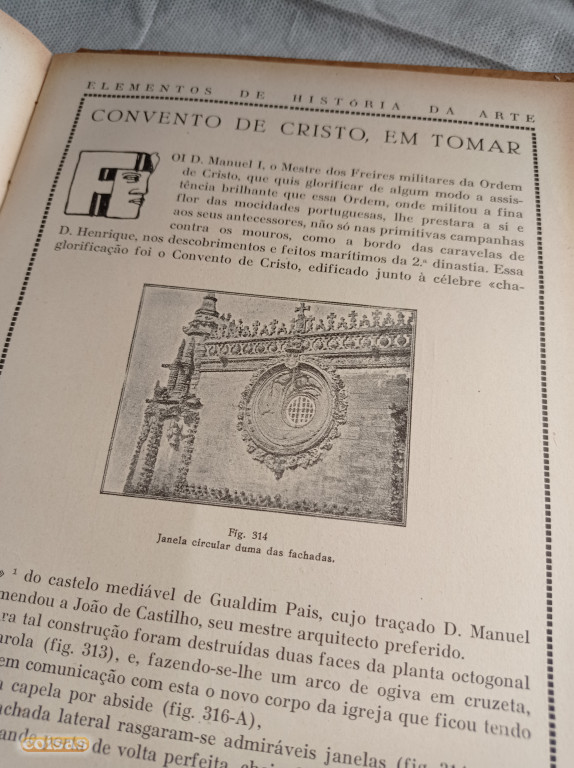 ELEMENTOS DE HISTÓRIA DA ARTE
CONVENTO DE CRISTO, EM TOMAR
FOI D. Manuel I, o Mestre dos Freires militares da Ordem
de Cristo, que quis glorificar de algum modo a assis-
tência brilhante que essa Ordem, onde militou a fina
flor das mocidades portuguesas, lhe prestara a si e
aos seus antecessores, não só nas primitivas campanhas
contra os mouros, como a bordo das caravelas de
D. Henrique, nos descobrimentos e feitos marítimos da 2.ª dinastia. Essa
glorificação foi o Convento de Cristo, edificado junto à célebre «cha-
Fig. 314
Janela circular duma das fachadas.
» ¹ do castelo mediável de Gualdim Pais, cujo traçado D. Manuel
mendou a João de Castilho, seu mestre arquitecto preferido.
ra tal construção foram destruídas duas faces da planta octogonal
arola (fig. 313), e, fazendo-se-lhe um arco de ogiva em cruzeta,
em comunicação com esta o novo corpo da igreja que ficou tendo
a capela por abside (fig. 316-A),
achada lateral rasgaram-se admiráveis janelas (fig.
de volta perfeita,
coisas